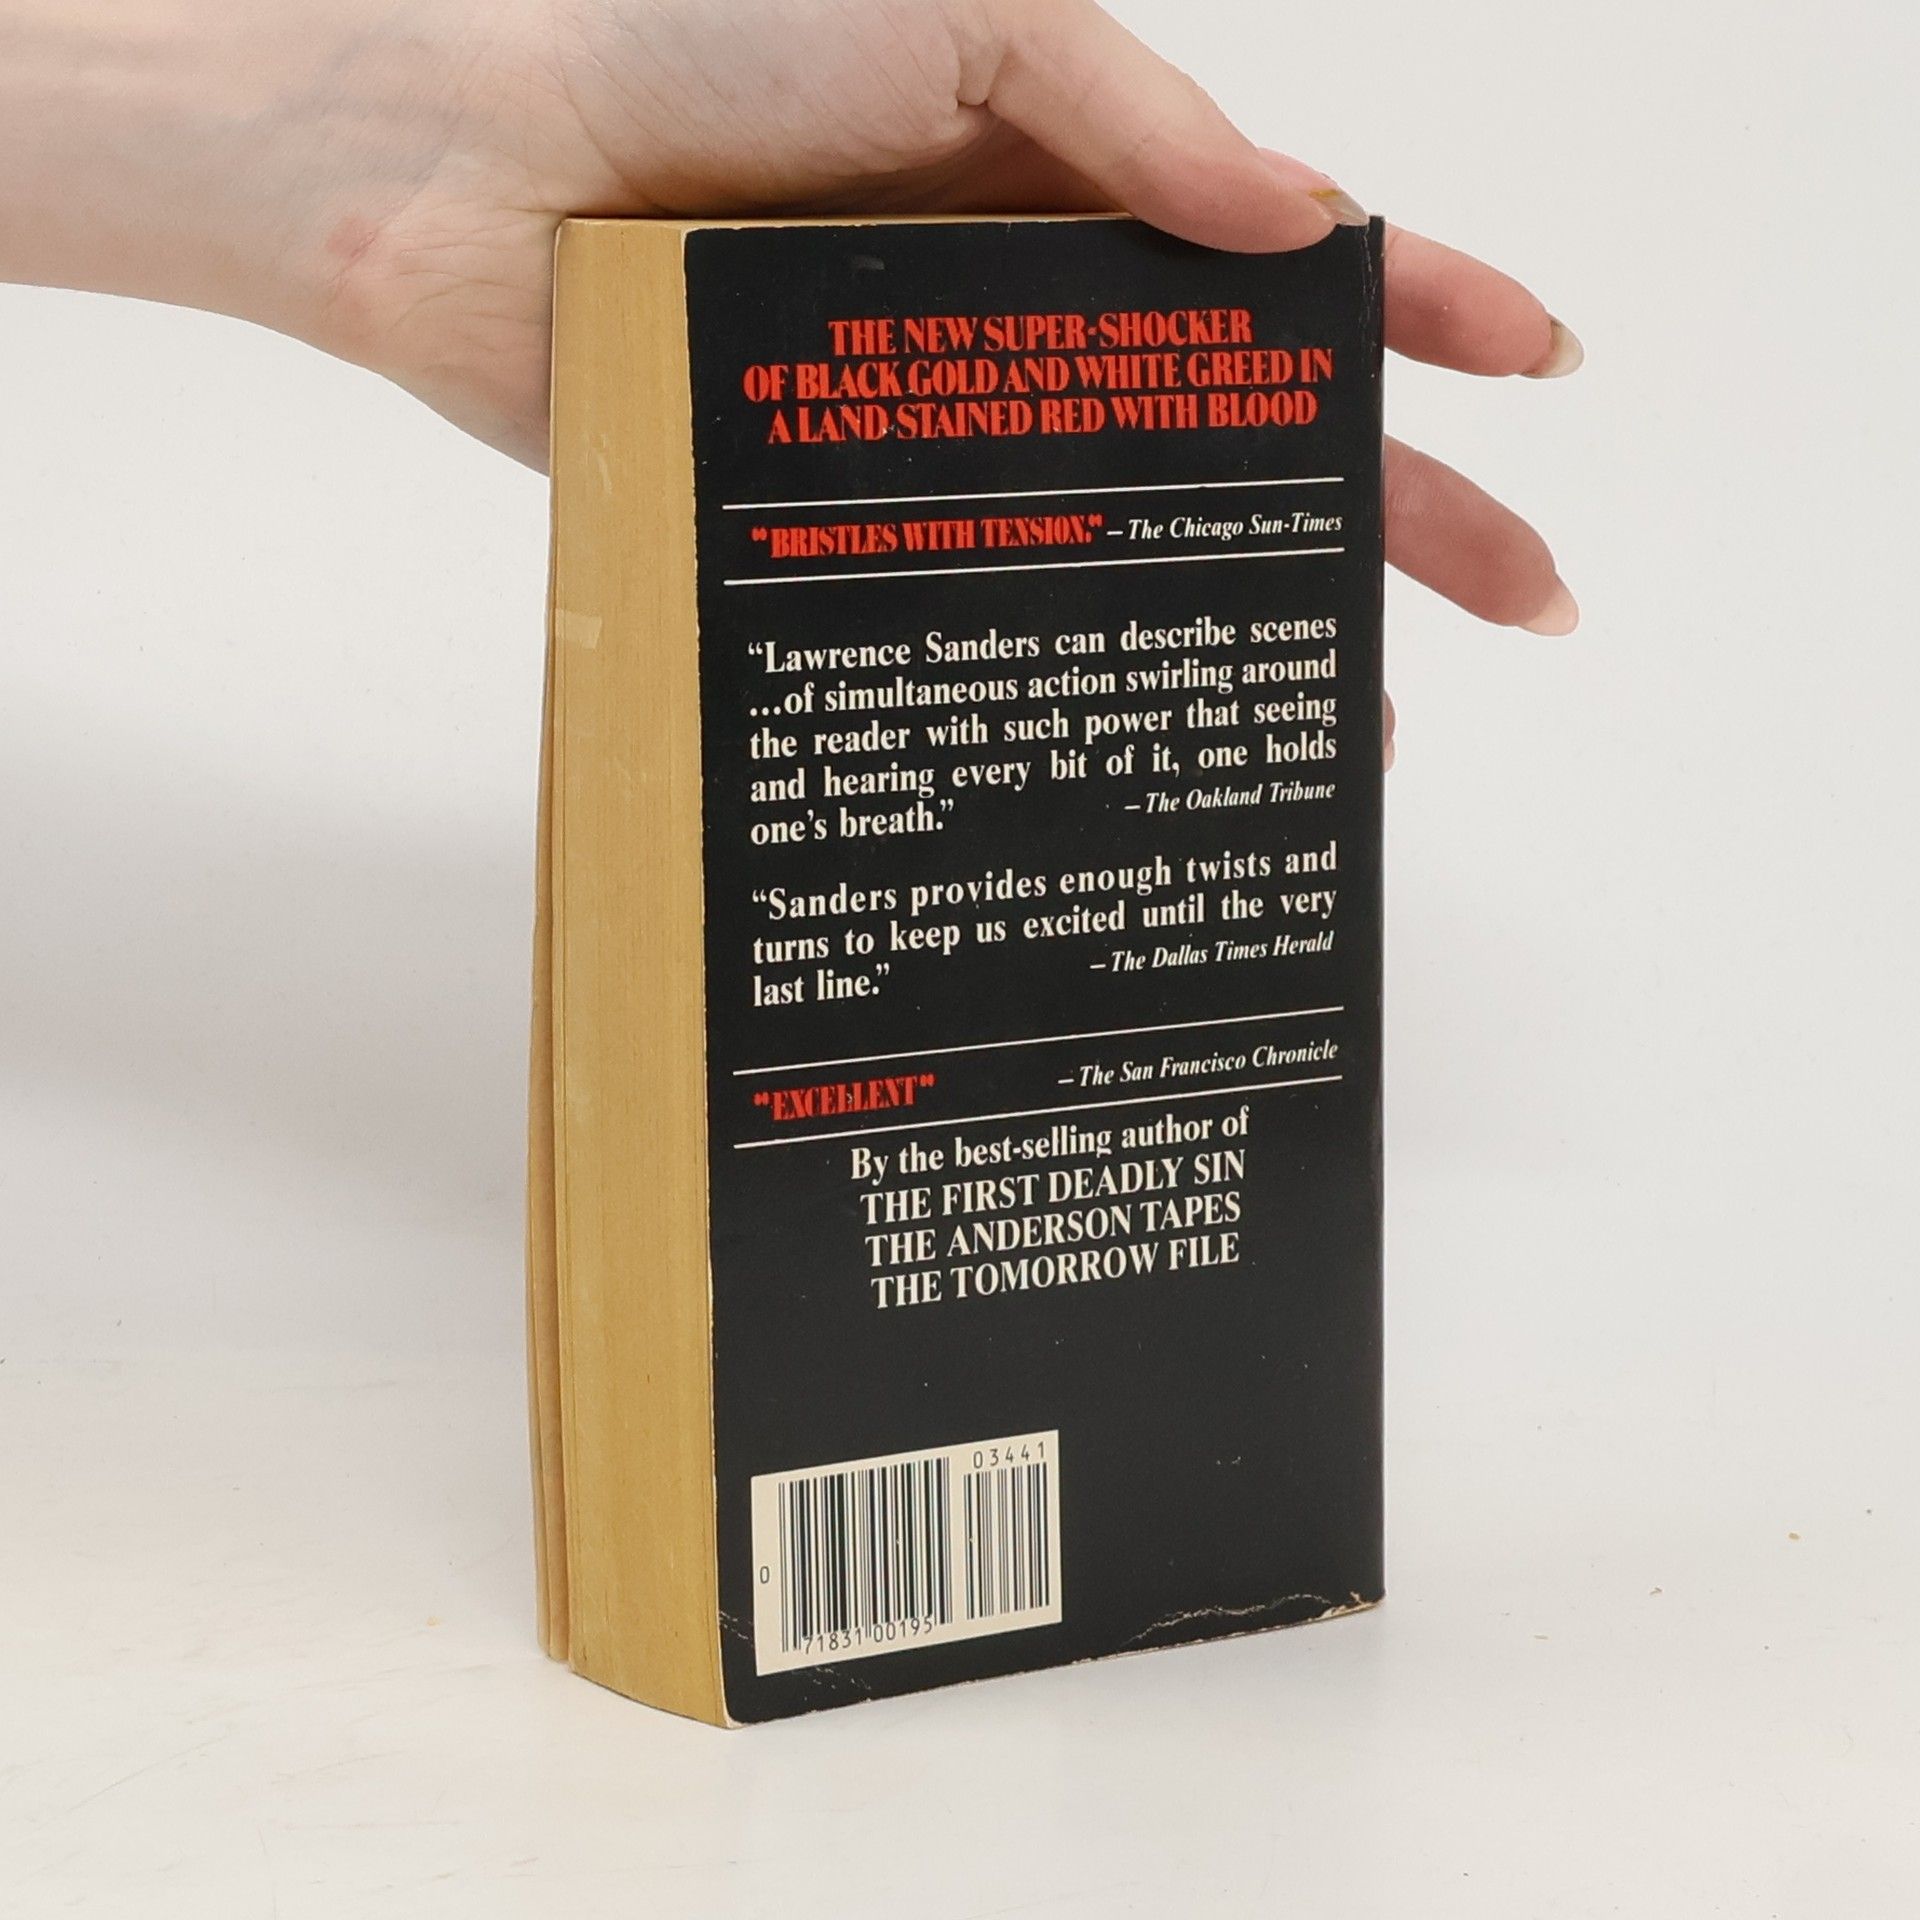 THE NEW SUPER-SHOCKER
OF BLACK GOLD AND WHITE GREED IN
A LAND STAINED RED WITH BLOOD
"BRISTLES WITH TENSION." – The Chicago Sun-Times
“Lawrence Sanders can describe scenes
...of simultaneous action swirling around
the reader with such power that seeing
and hearing every bit of it, one holds
one's breath.” – The Oakland Tribune
“Sanders provides enough twists and
turns to keep us excited until the very
last line.” – The Dallas Times Herald
"EXCELLENT" – The San Francisco Chronicle
By the best-selling author of
THE FIRST DEADLY SIN
THE ANDERSON TAPES
THE TOMORROW FILE
03441
0
71831 00195